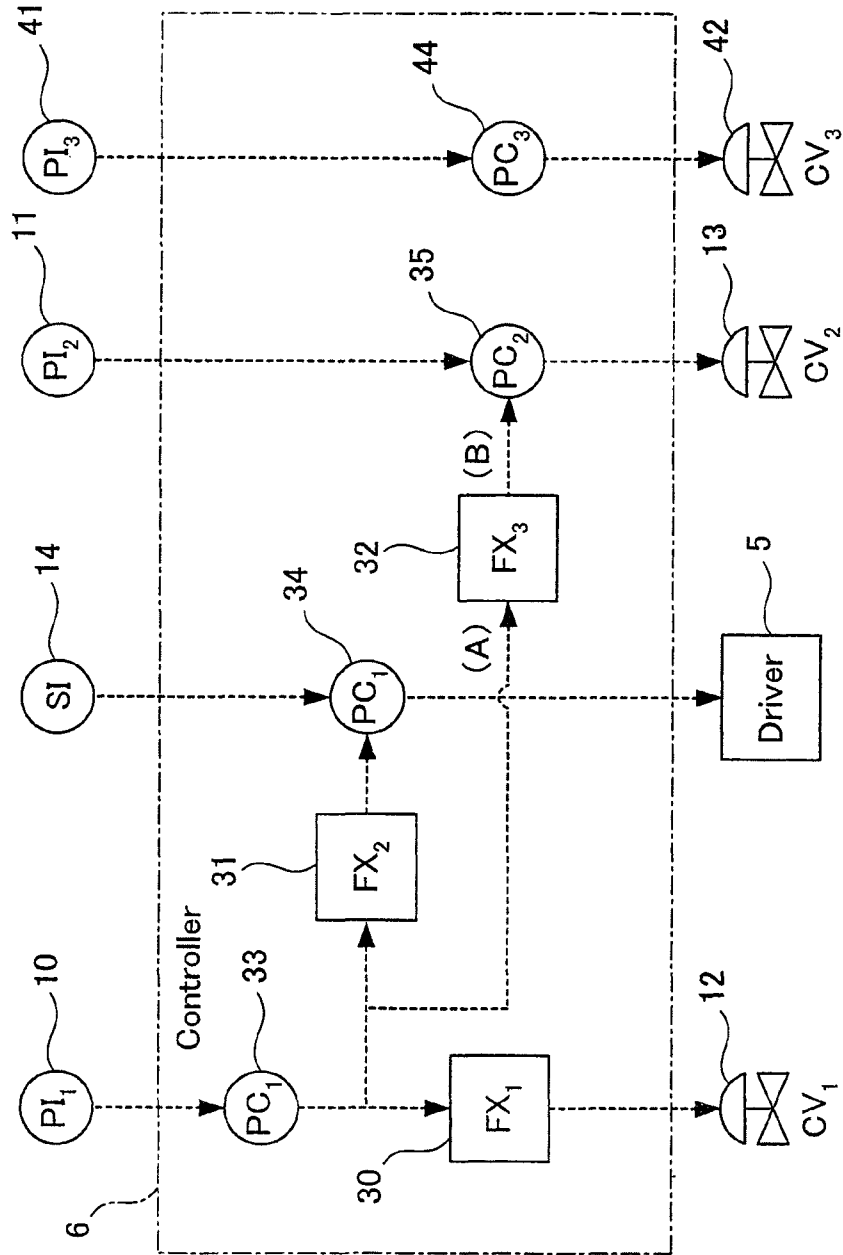 PI1
10
SI
14
PI2
11
PI3
41
6
Controller
PC1
33
FX2
31
PC1
34
FX1
30
(A)
FX3
32
(B)
PC2
35
PC3
44
CV1
12
Driver
5
CV2
13
CV3
42